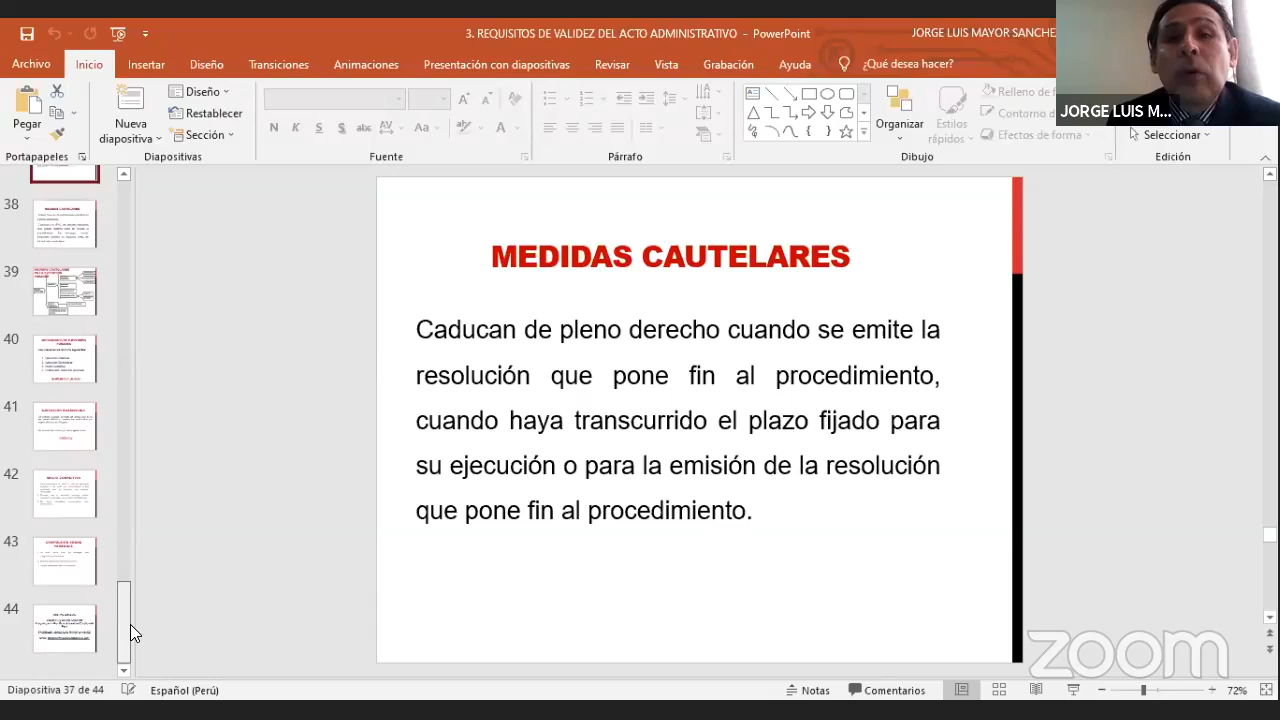 3. REQUISITOS DE VALIDEZ DEL ACTO ADMINISTRATIVO - PowerPoint
JORGE LUIS MAYOR SANCHE
Archivo Inicio Insertar Diseño Transiciones Animaciones Presentación con diapositivas Revisar Vista Grabación Ayuda ¿Qué desea hacer?
JORGE LUIS M...
Pegar
Nueva
diapositiva
Diseño
Restablecer
Sección
N K S S abc AV Aa A
Organizar
Estilos
rápidos
Relleno de
Contorno d
Efectos de forma
Seleccionar
Portapapeles Diapositivas Fuente Párrafo Dibujo Edición
38
39
40
41
42
43
44
MEDIDAS CAUTELARES
Caducan de pleno derecho cuando se emite la
resolución que pone fin al procedimiento,
cuando haya transcurrido el plazo fijado para
su ejecución o para la emisión de la resolución
que pone fin al procedimiento.
zoom
Diapositiva 37 de 44 Español (Perú) Notas Comentarios 72%